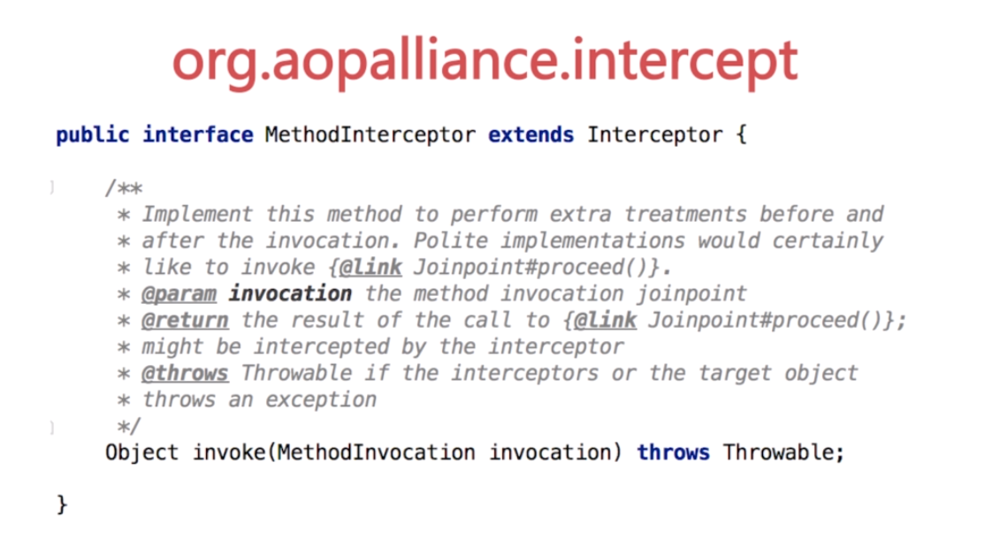 org.aopalliance.intercept
public interface MethodInterceptor extends Interceptor {
/**
* Implement this method to perform extra treatments before and
* after the invocation. Polite implementations would certainly
* like to invoke {@link Joinpoint#proceed()}.
* @param invocation the method invocation joinpoint
* @return the result of the call to {@link Joinpoint#proceed()};
* might be intercepted by the interceptor
* @throws Throwable if the interceptors or the target object
* throws an exception
*/
Object invoke(MethodInvocation invocation) throws Throwable;
}